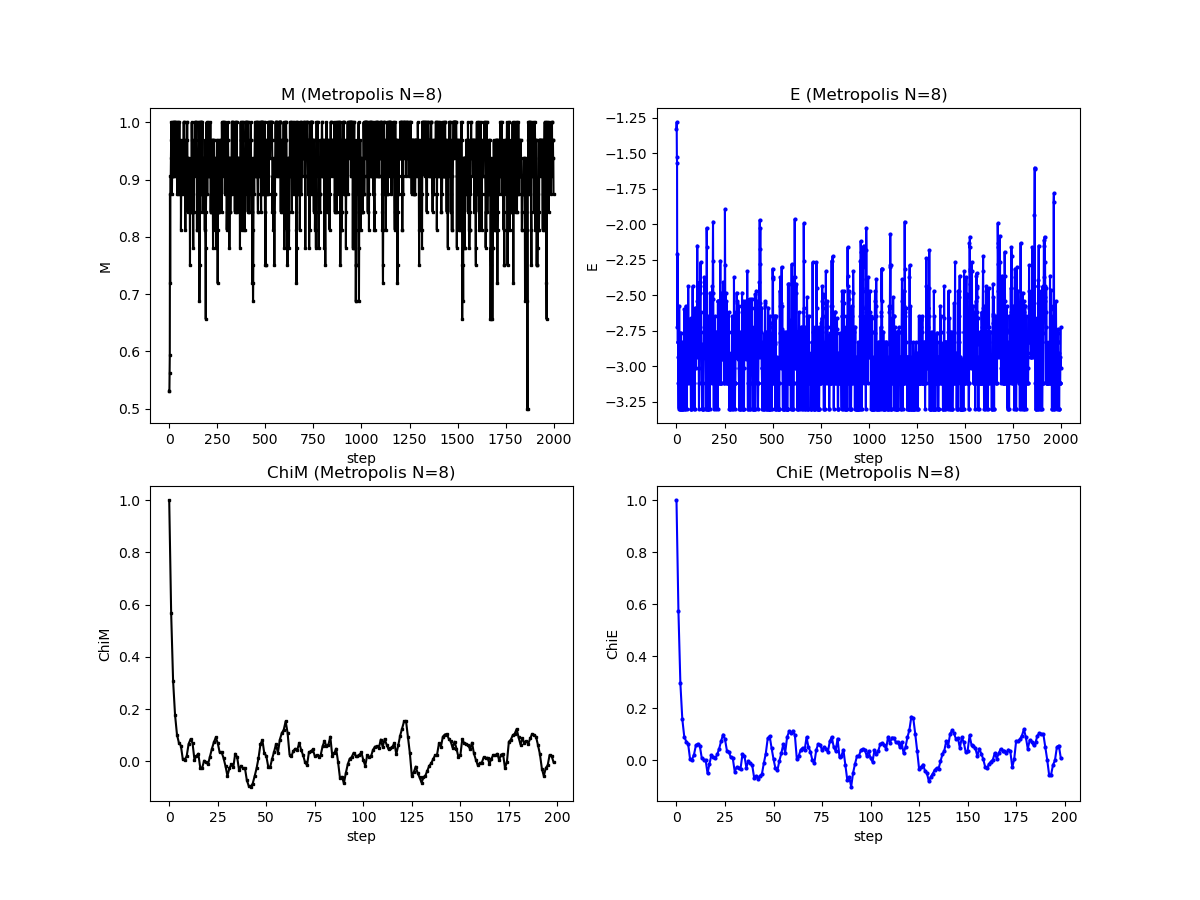 M (Metropolis N=8)
M
1.0
0.9
0.8
0.7
0.6
0.5
0 250 500 750 1000 1250 1500 1750 2000
step
E (Metropolis N=8)
E
−1.25
−1.50
−1.75
−2.00
−2.25
−2.50
−2.75
−3.00
−3.25
0 250 500 750 1000 1250 1500 1750 2000
step
ChiM (Metropolis N=8)
ChiM
1.0
0.8
0.6
0.4
0.2
0.0
0 25 50 75 100 125 150 175 200
step
ChiE (Metropolis N=8)
ChiE
1.0
0.8
0.6
0.4
0.2
0.0
0 25 50 75 100 125 150 175 200
step